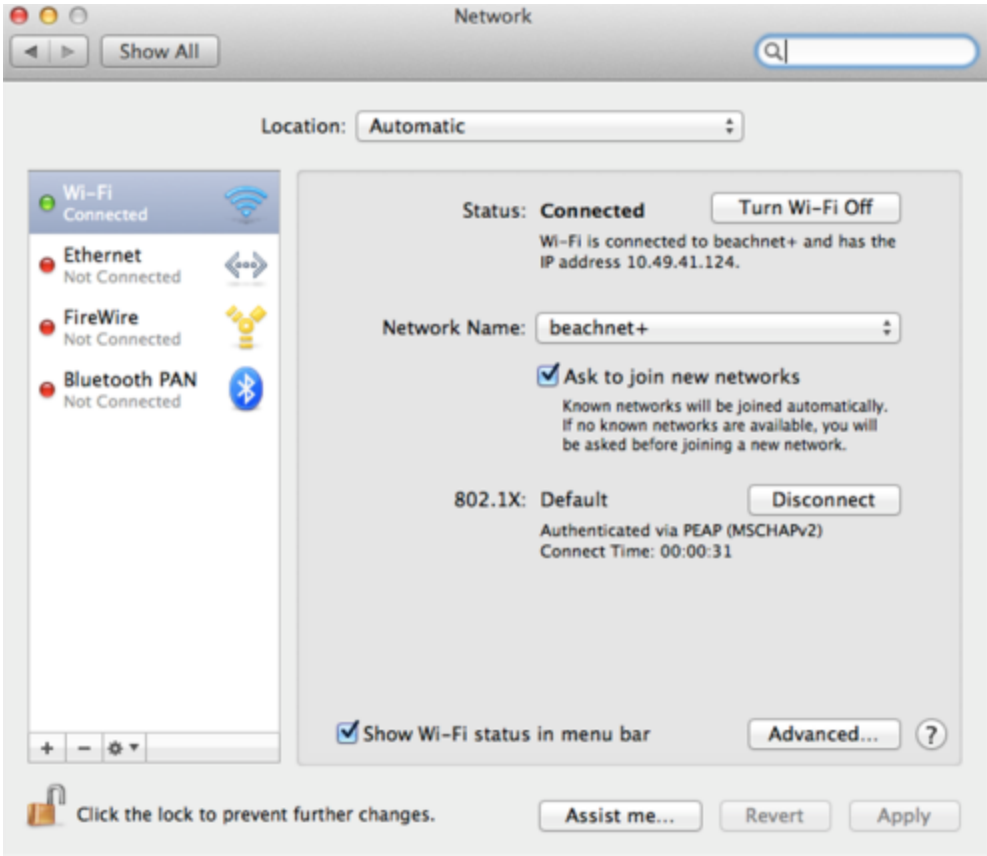 Network
Show All
Location: Automatic
Wi-Fi
Connected
Ethernet
Not Connected
FireWire
Not Connected
Bluetooth PAN
Not Connected
Status: Connected Turn Wi-Fi Off
Wi-Fi is connected to beachnet+ and has the
IP address 10.49.41.124.
Network Name: beachnet+
Ask to join new networks
Known networks will be joined automatically.
If no known networks are available, you will
be asked before joining a new network.
802.1X: Default Disconnect
Authenticated via PEAP (MSCHAPv2)
Connect Time: 00:00:31
Show Wi-Fi status in menu bar Advanced... ?
Click the lock to prevent further changes. Assist me... Revert Apply